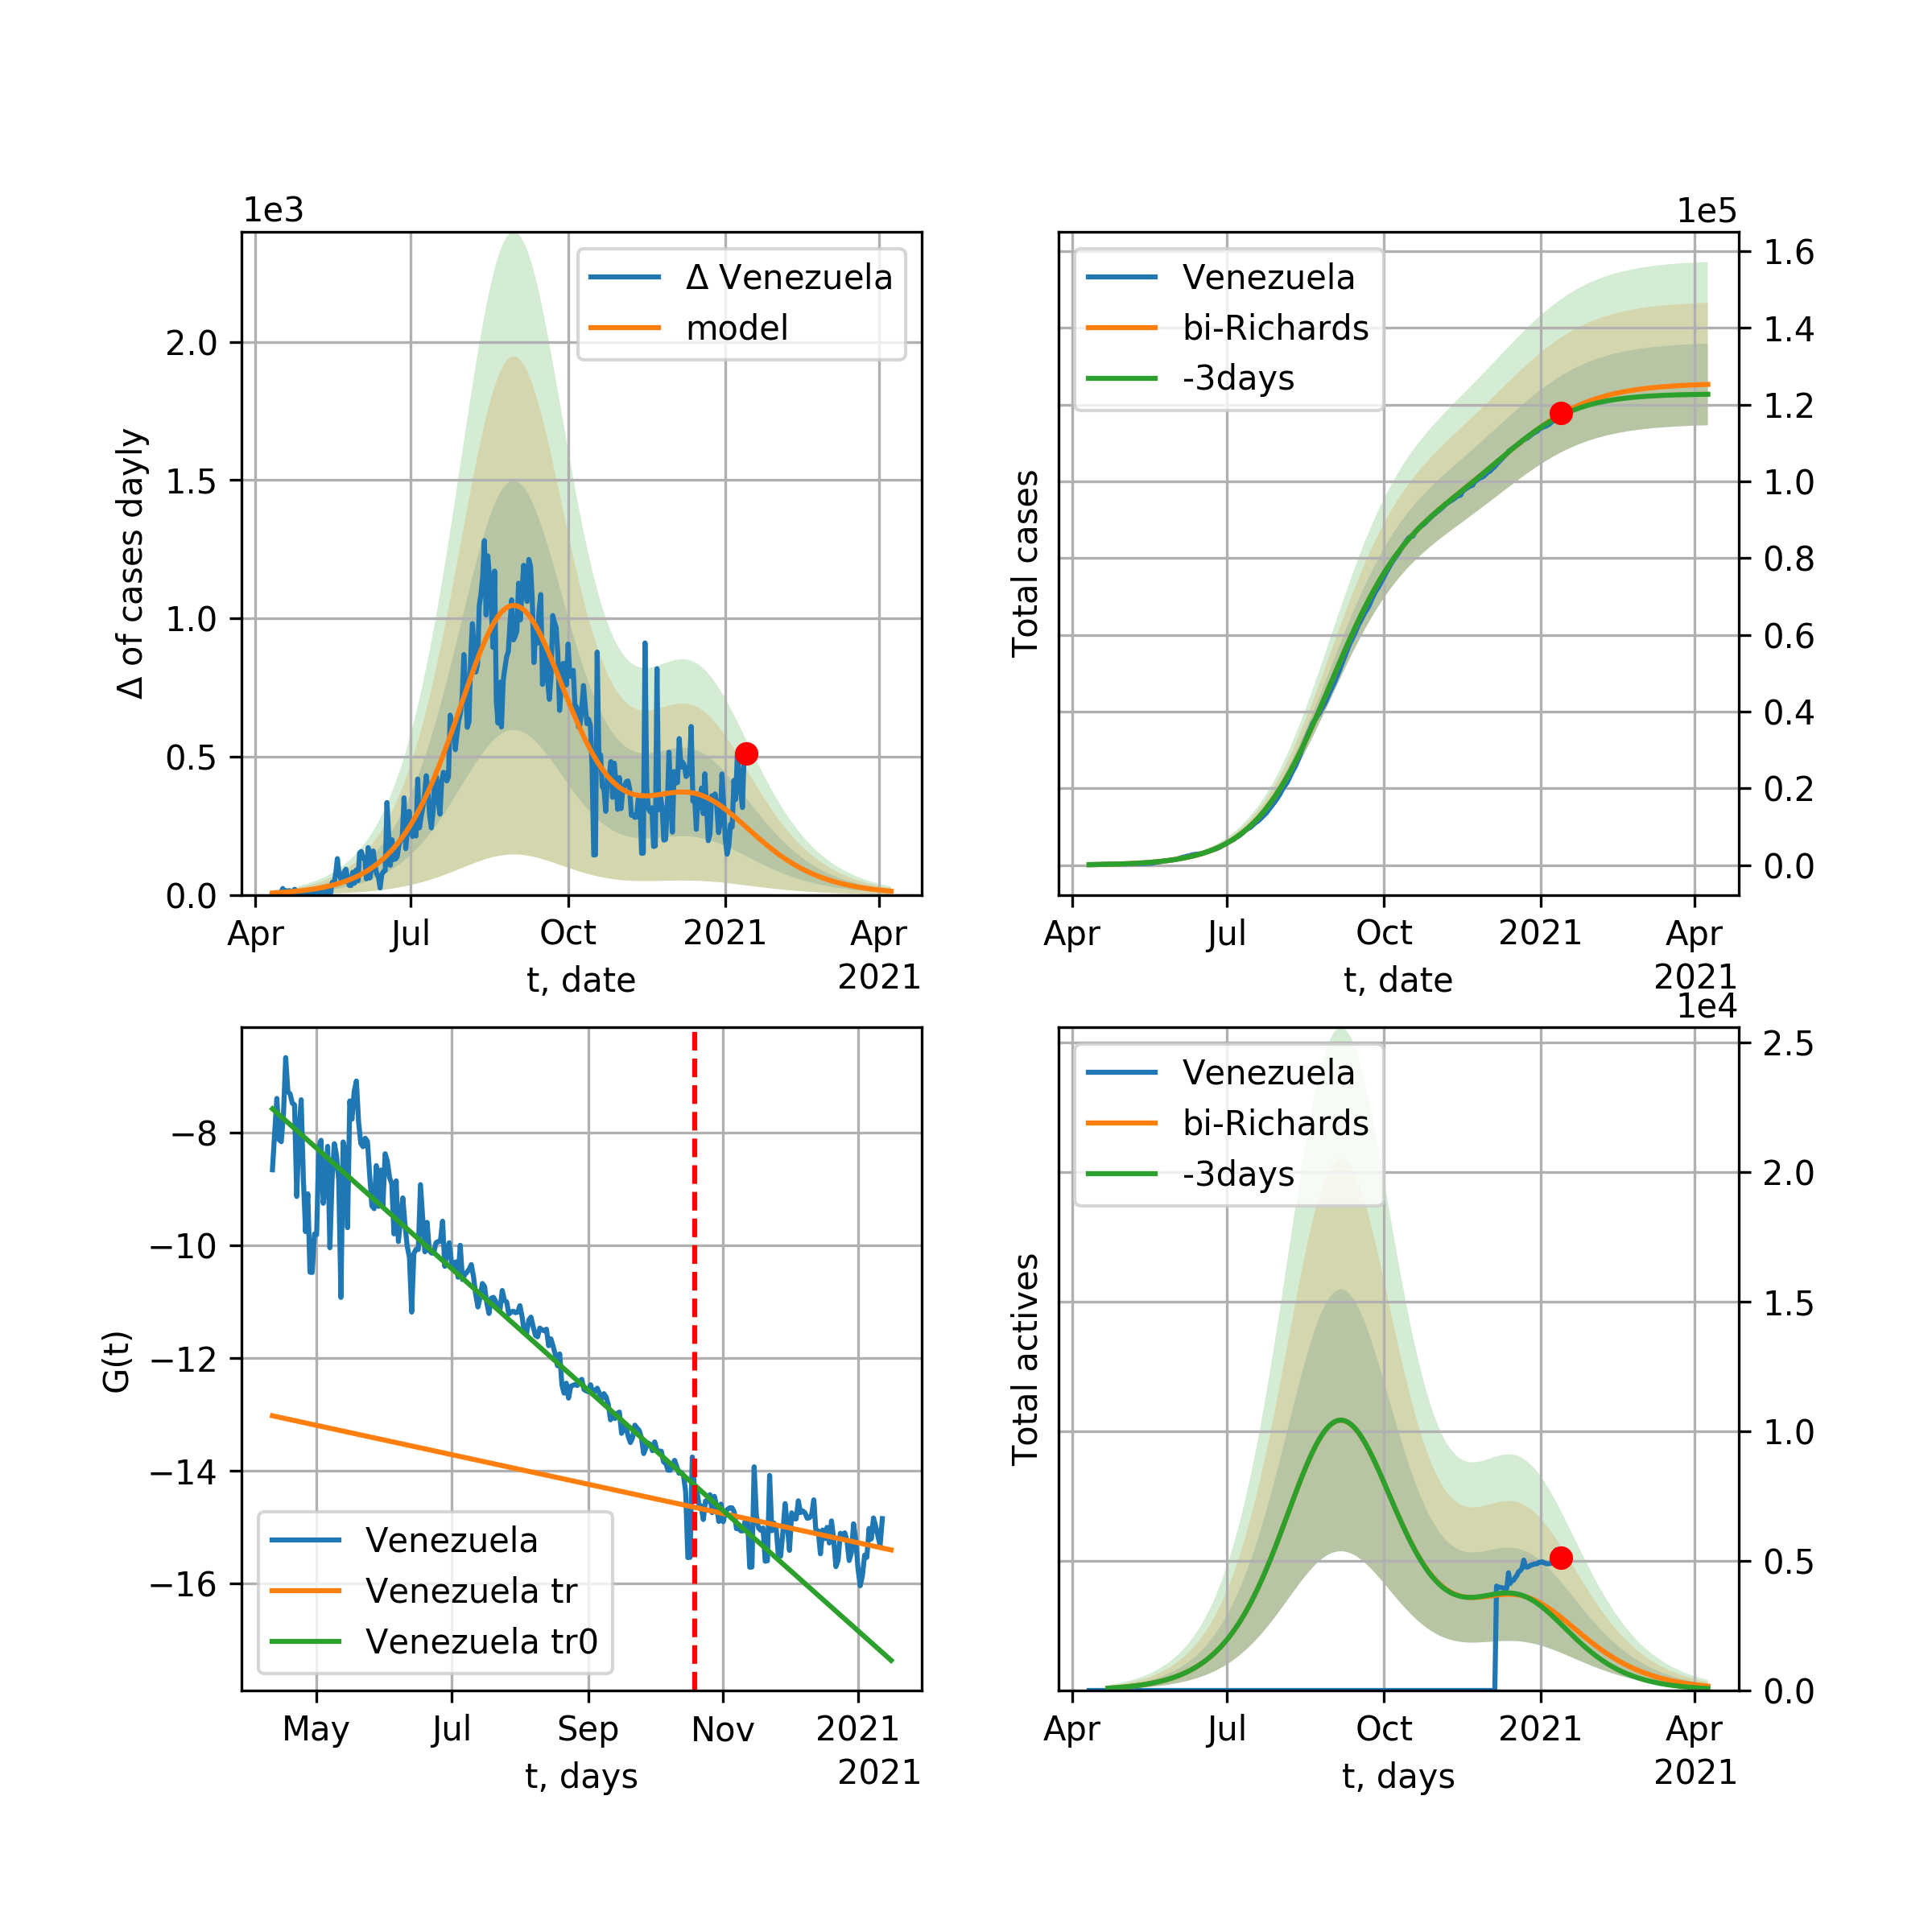 1e3
Δ of cases dayly
2.0
1.5
1.0
0.5
0.0
Δ Venezuela
model
Apr Jul Oct 2021 Apr
2021
t, date
1e5
Total cases
Venezuela
bi-Richards
-3days
1.6
1.4
1.2
1.0
0.8
0.6
0.4
0.2
0.0
Apr Jul Oct 2021 Apr
2021
t, date
G(t)
−8
−10
−12
−14
−16
Venezuela
Venezuela tr
Venezuela tr0
May Jul Sep Nov 2021
2021
t, days
1e4
Total actives
Venezuela
bi-Richards
-3days
2.5
2.0
1.5
1.0
0.5
0.0
Apr Jul Oct 2021 Apr
2021
t, days